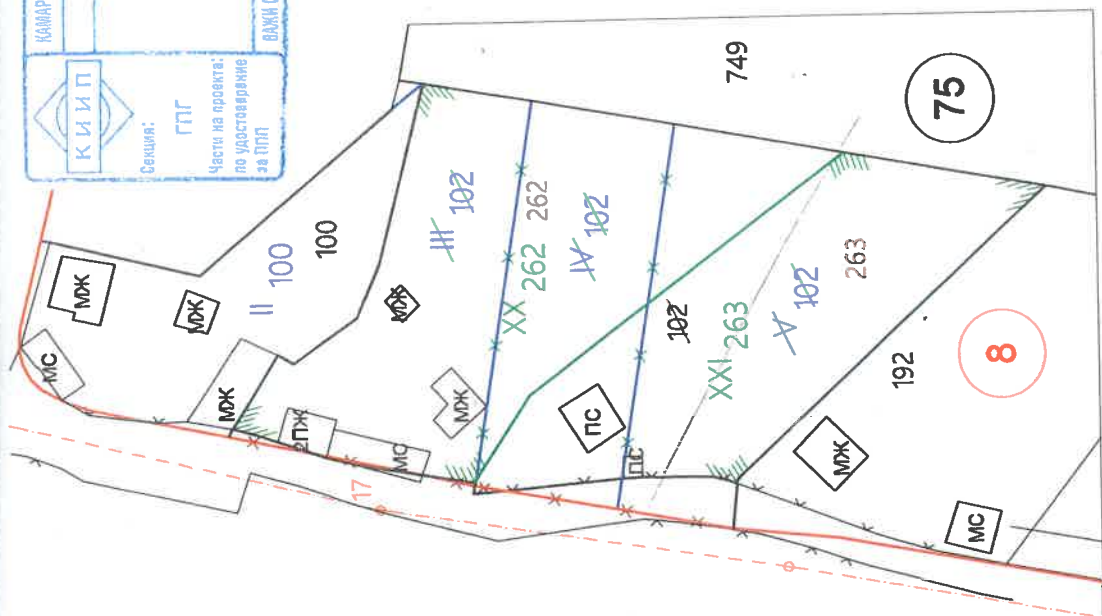 КАМАР
КИИП
Секция:
ГПГ
Части на проекта:
по удостоверение
за ППП
ВАЖИ
749
75
II 100
100
МЖ
МЖ
МС
МЖ
III 102
262
XX 262
IV 102
МЖ
МЖ
ПЖ
МС
17
ПС
ПС
102
XXI 263
V 102
263
192
8
МЖ
МС